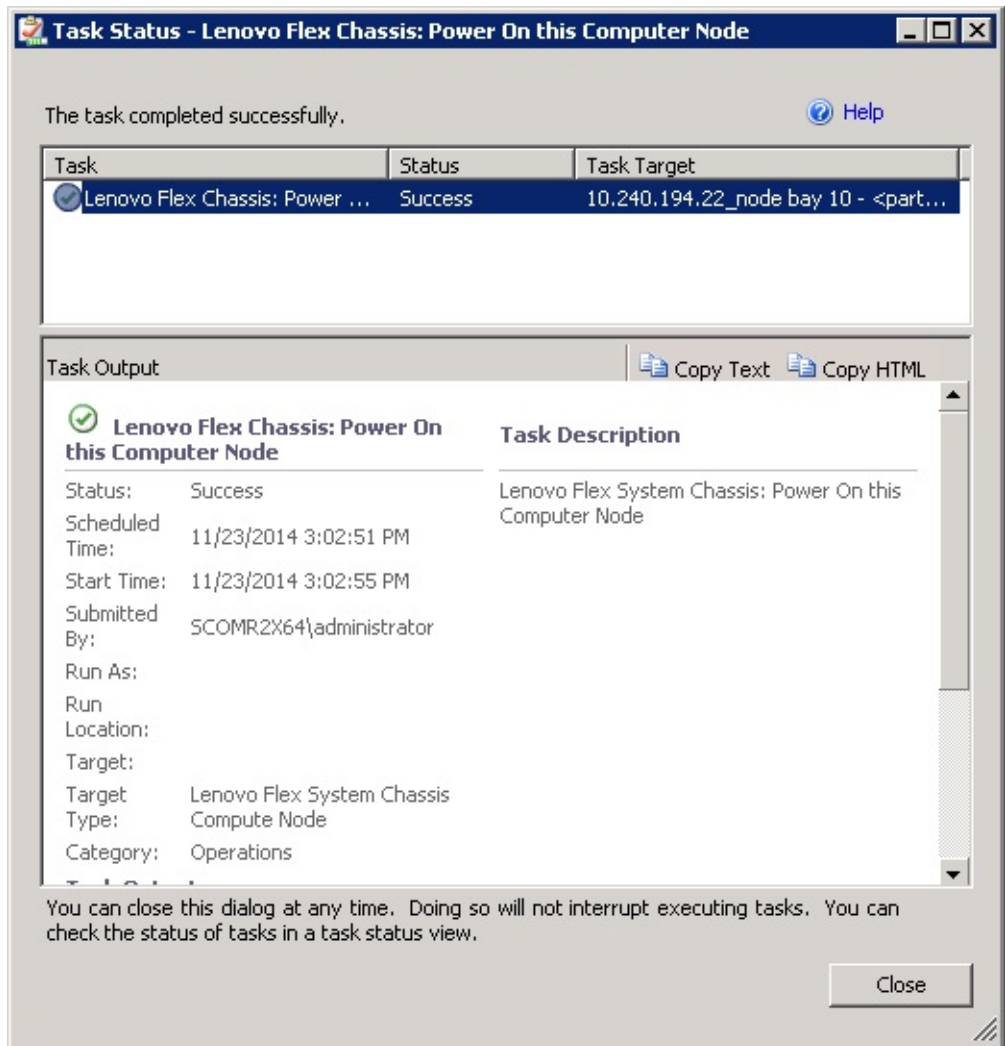 Task Status - Lenovo Flex Chassis: Power On this Computer Node
The task completed successfully.
Help
Task Status Task Target
Lenovo Flex Chassis: Power ... Success 10.240.194.22_node bay 10 - <part...
Task Output
Copy Text Copy HTML
Lenovo Flex Chassis: Power On
this Computer Node
Task Description
Lenovo Flex System Chassis: Power On this
Computer Node
Status: Success
Scheduled
Time: 11/23/2014 3:02:51 PM
Start Time: 11/23/2014 3:02:55 PM
Submitted
By: SCOMR2X64\administrator
Run As:
Run
Location:
Target:
Target Lenovo Flex System Chassis
Type: Compute Node
Category: Operations
You can close this dialog at any time. Doing so will not interrupt executing tasks. You can
check the status of tasks in a task status view.
Close